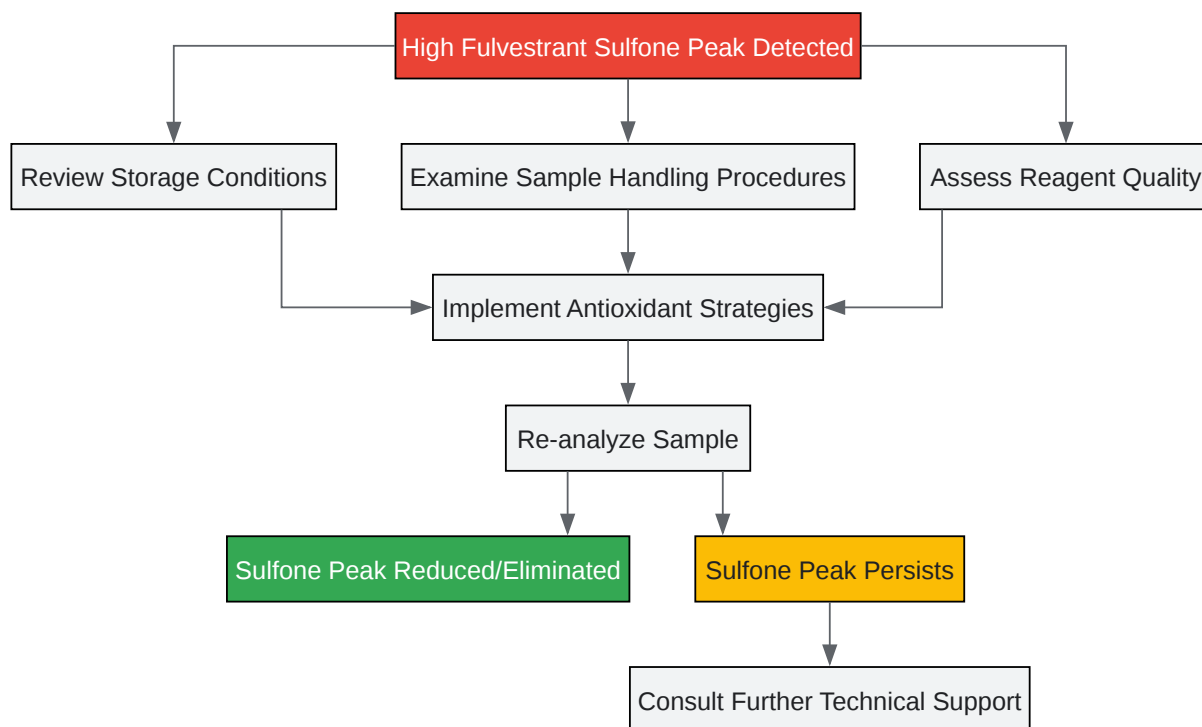 High Fulvestrant Sulfone Peak Detected
Review Storage Conditions
Examine Sample Handling Procedures
Assess Reagent Quality
Implement Antioxidant Strategies
Re-analyze Sample
Sulfone Peak Reduced/Eliminated
Sulfone Peak Persists
Consult Further Technical Support